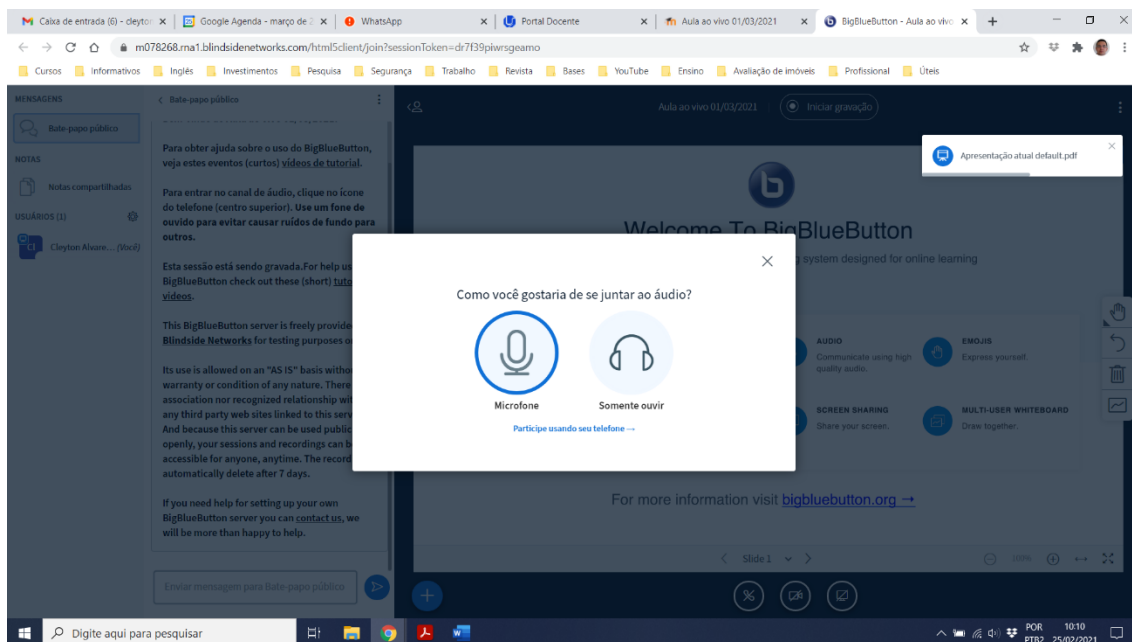 Caixa de entrada (6) - cleyton
Google Agenda - março de 2
WhatsApp
Portal Docente
Aula ao vivo 01/03/2021
BigBlueButton - Aula ao vivo
m078268.rna1.blindsidenetworks.com/html5client/join?sessionToken=dr7f39piwrsgeamo
Cursos
Informativos
Inglês
Investimentos
Pesquisa
Segurança
Trabalho
Revista
Bases
YouTube
Ensino
Avaliação de imóveis
Profissional
Úteis
MENSAGENS
Bate-papo público
NOTAS
Notas compartilhadas
USUÁRIOS (1)
CI
Cleyton Alvare... (Você)
Bate-papo público
Para obter ajuda sobre o uso do BigBlueButton,
veja estes eventos (curtos) vídeos de tutorial.
Para entrar no canal de áudio, clique no ícone
do telefone (centro superior). Use um fone de
ouvido para evitar causar ruídos de fundo para
outros.
Esta sessão está sendo gravada.For help us
BigBlueButton check out these (short) tuto
videos.
This BigBlueButton server is freely provide
Blindside Networks for testing purposes o
Its use is allowed on an "AS IS" basis witho
warranty or condition of any nature. There
association nor recognized relationship wit
any third party web sites linked to this serv
And because this server can be used public
openly, your sessions and recordings can b
accessible for anyone, anytime. The record
automatically delete after 7 days.
If you need help for setting up your own
BigBlueButton server you can contact us, we
will be more than happy to help.
Enviar mensagem para Bate-papo público
Aula ao vivo 01/03/2021
Iniciar gravação
Apresentação atual default.pdf
Welcome To BigBlueButton
g system designed for online learning
AUDIO
Communicate using high
quality audio.
EMOJIS
Express yourself.
SCREEN SHARING
Share your screen.
MULTI-USER WHITEBOARD
Draw together.
For more information visit bigbluebutton.org →
Slide 1
100%
Como você gostaria de se juntar ao áudio?
Microfone
Somente ouvir
Participe usando seu telefone →
Digite aqui para pesquisar
POR
PTB2
10:10
25/02/2021